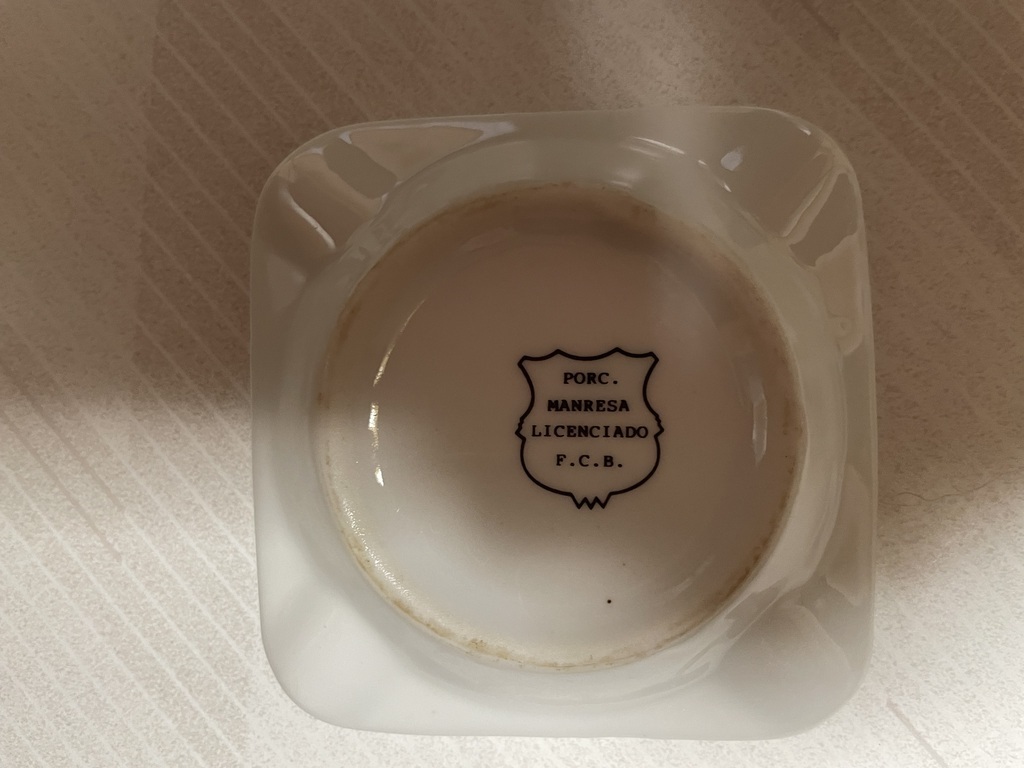 PORC.
MANRESA
LICENCIADO
F.C.B.